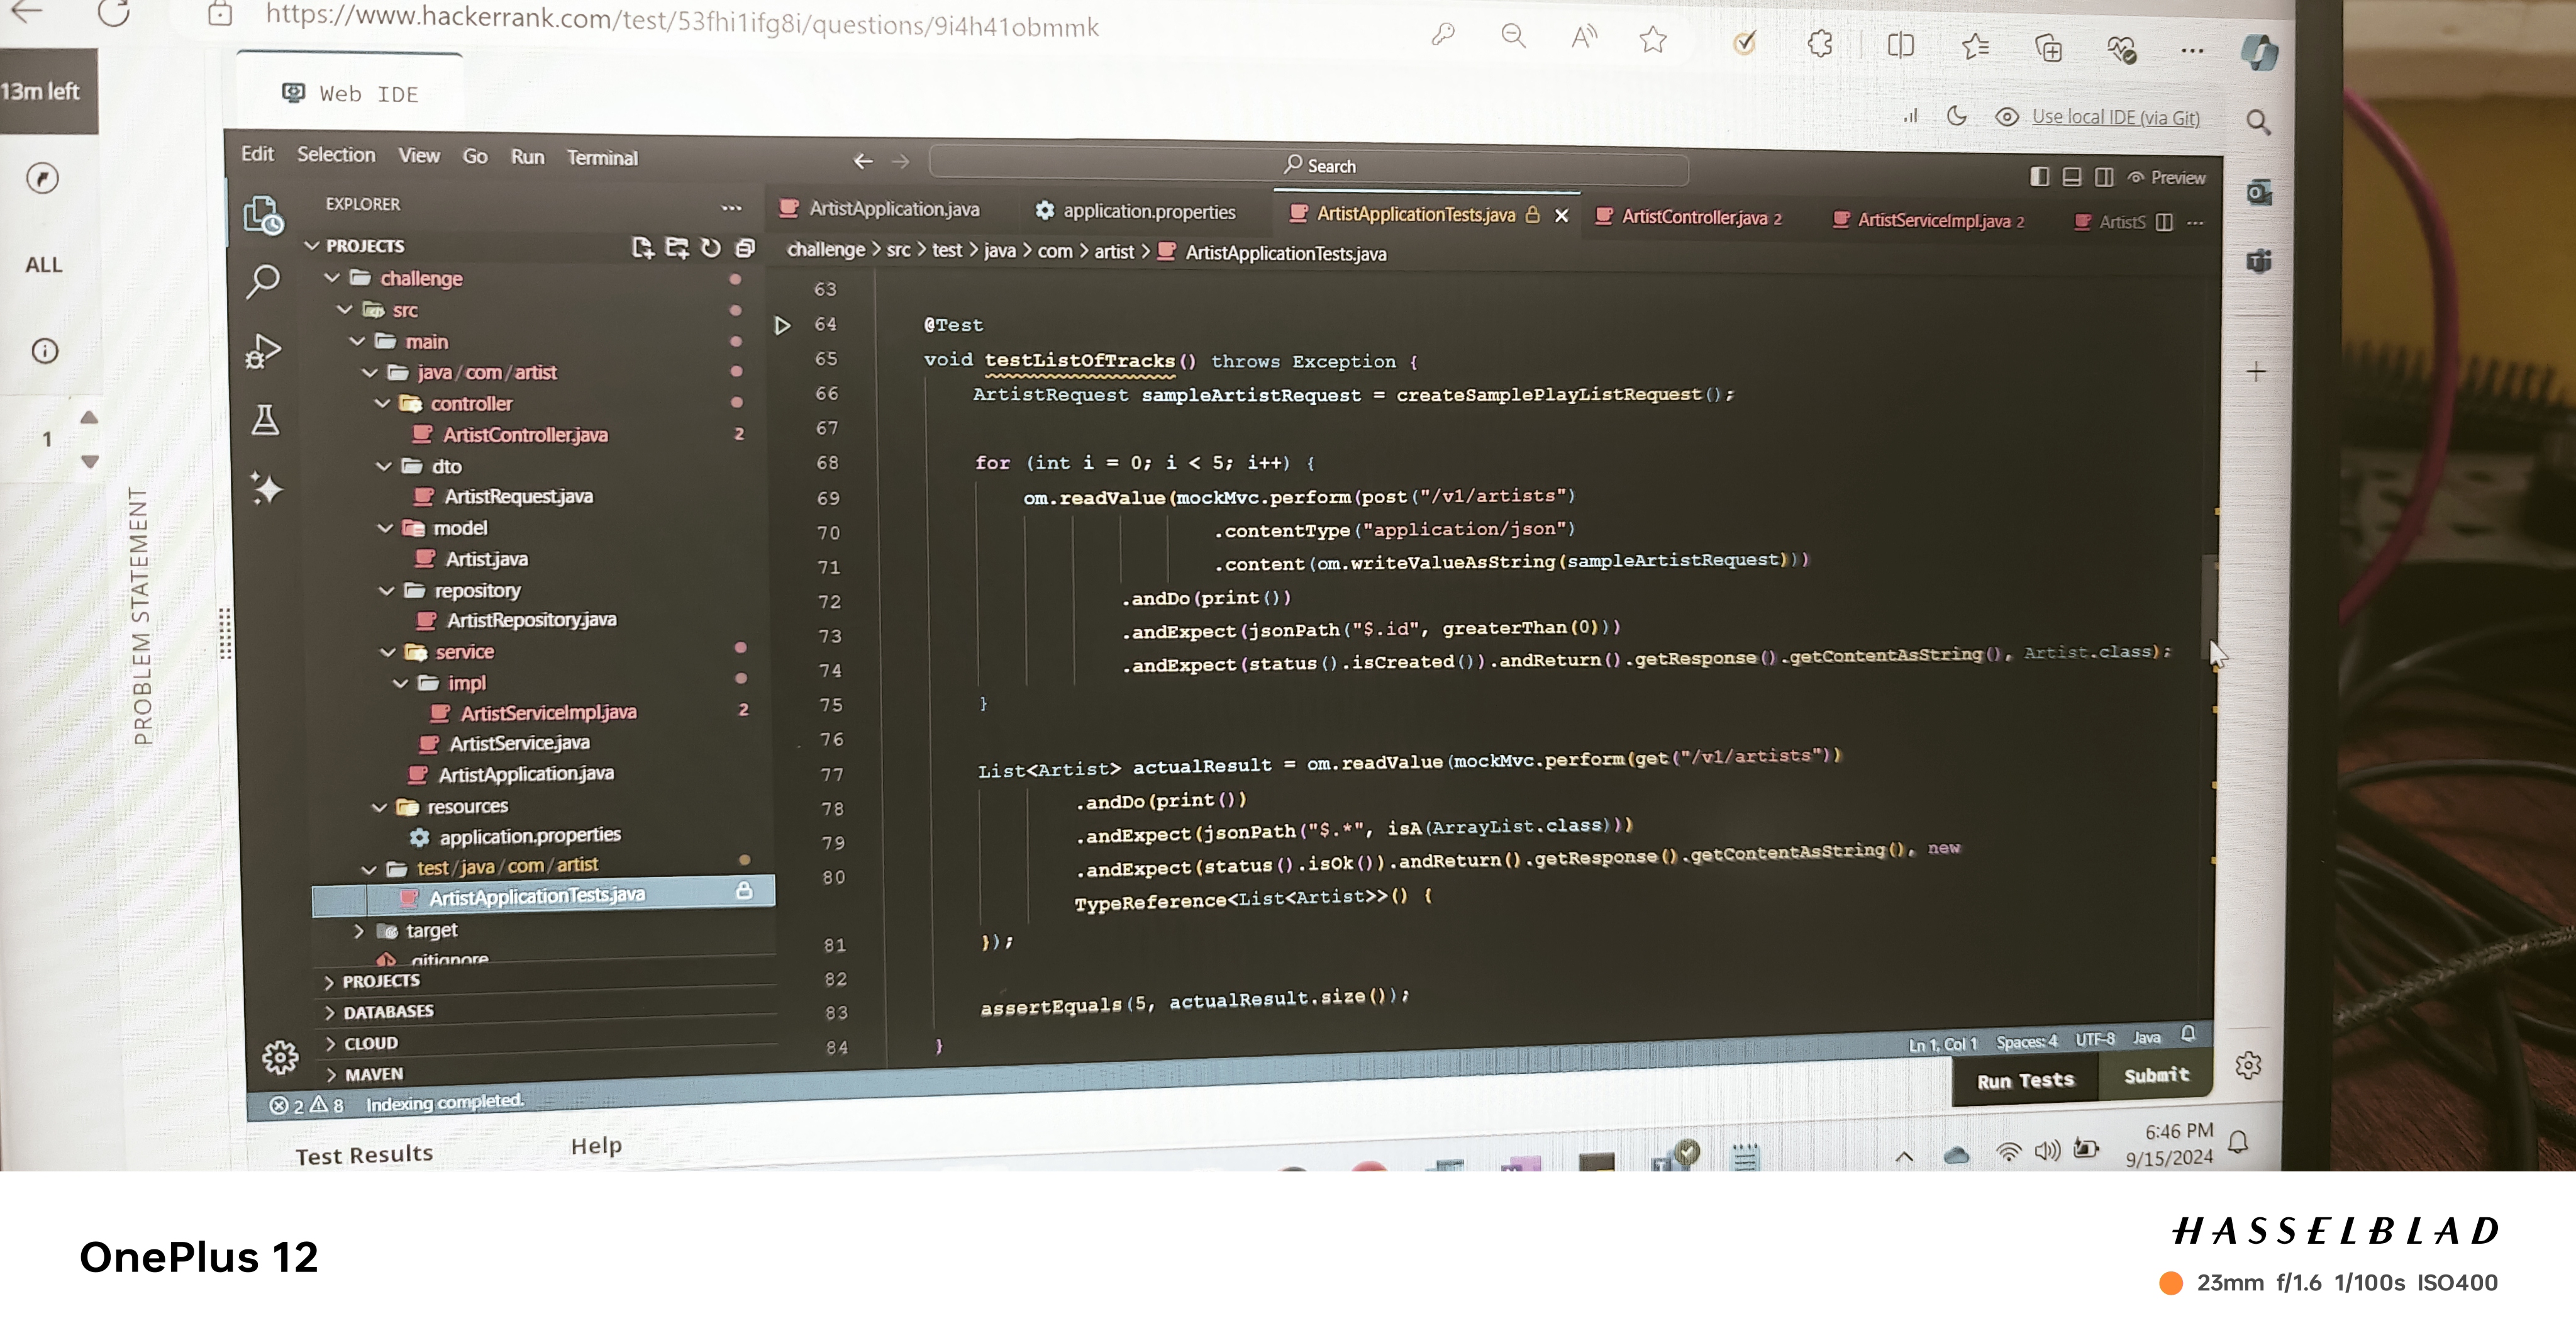 https://www.hackerrank.com/test/53fhi1ifg8i/questions/9i4h41obmmk
13m left
Web IDE
Use local IDE (via Git)
Edit Selection View Go Run Terminal
Search
Preview
EXPLORER
ArtistApplication.java
application.properties
ArtistApplicationTests.java
ArtistController.java 2
ArtistServiceImpl.java 2
ArtistS
PROJECTS
challenge > src > test > java > com > artist > ArtistApplicationTests.java
ALL
1
PROBLEM STATEMENT
challenge
src
main
java/com/artist
controller
ArtistController.java 2
dto
ArtistRequest.java
model
Artist.java
repository
ArtistRepository.java
service
impl
ArtistServiceImpl.java 2
ArtistService.java
ArtistApplication.java
resources
application.properties
test/java/com/artist
ArtistApplicationTests.java
target
.gitignore
PROJECTS
DATABASES
CLOUD
MAVEN
63
64 @Test
65 void testListOfTracks() throws Exception {
66 ArtistRequest sampleArtistRequest = createSamplePlayListRequest();
67
68 for (int i = 0; i < 5; i++) {
69 om.readValue(mockMvc.perform(post("/v1/artists")
70 .contentType("application/json")
71 .content(om.writeValueAsString(sampleArtistRequest)))
72 .andDo(print())
73 .andExpect(jsonPath("$.id", greaterThan(0)))
74 .andExpect(status().isCreated()).andReturn().getResponse().getContentAsString(), Artist.class);
75 }
76
77 List<Artist> actualResult = om.readValue(mockMvc.perform(get("/v1/artists"))
78 .andDo(print())
79 .andExpect(jsonPath("$.*", isA(ArrayList.class)))
80 .andExpect(status().isOk()).andReturn().getResponse().getContentAsString(), new
TypeReference<List<Artist>>() {
81 });
82
83 assertEquals(5, actualResult.size());
84 }
Ln 1, Col 1 Spaces: 4 UTF-8 Java
2 8 Indexing completed.
Run Tests Submit
Test Results Help
6:46 PM
9/15/2024
OnePlus 12
HASSELBLAD
23mm f/1.6 1/100s ISO400